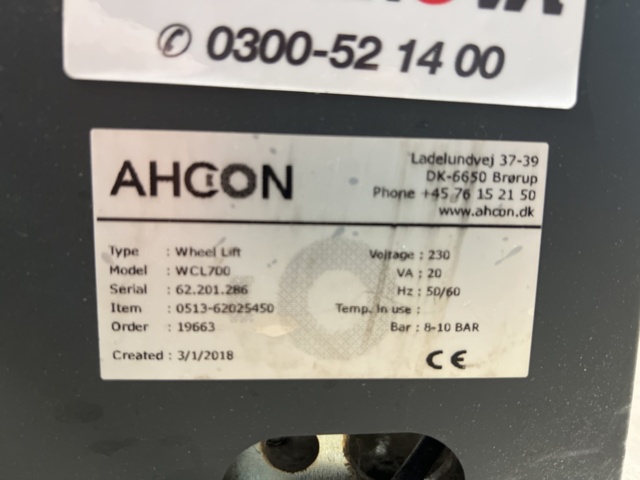 0300-52 14 00
AHCON
Ladelundvej 37-39
DK-6650 Brørup
Phone +45 76 15 21 50
www.ahcon.dk
Type : Wheel Lift
Model : WCL700
Serial : 62.201.286
Item : 0513-62025450
Order : 19663
Created : 3/1/2018
Voltage : 230
VA : 20
Hz : 50/60
Temp. In use :
Bar : 8-10 BAR
CE